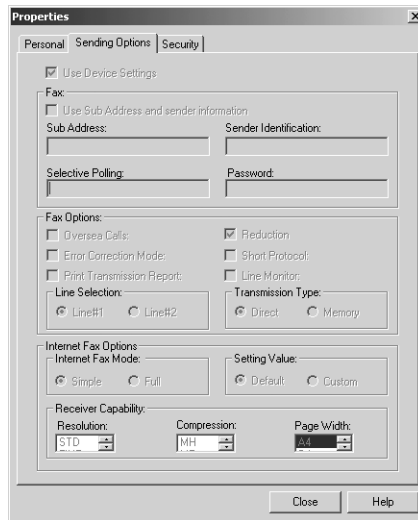 Properties
Personal Sending Options Security
Use Device Settings
Fax:
Use Sub Address and sender information
Sub Address: Sender Identification:
Selective Polling: Password:
Fax Options:
Oversea Calls: Reduction
Error Correction Mode: Short Protocol:
Print Transmission Report: Line Monitor:
Line Selection: Transmission Type:
Line#1 Line#2 Direct Memory
Internet Fax Options
Internet Fax Mode: Setting Value:
Simple Full Default Custom
Receiver Capability:
Resolution: Compression: Page Width:
STD MH A4
Close Help